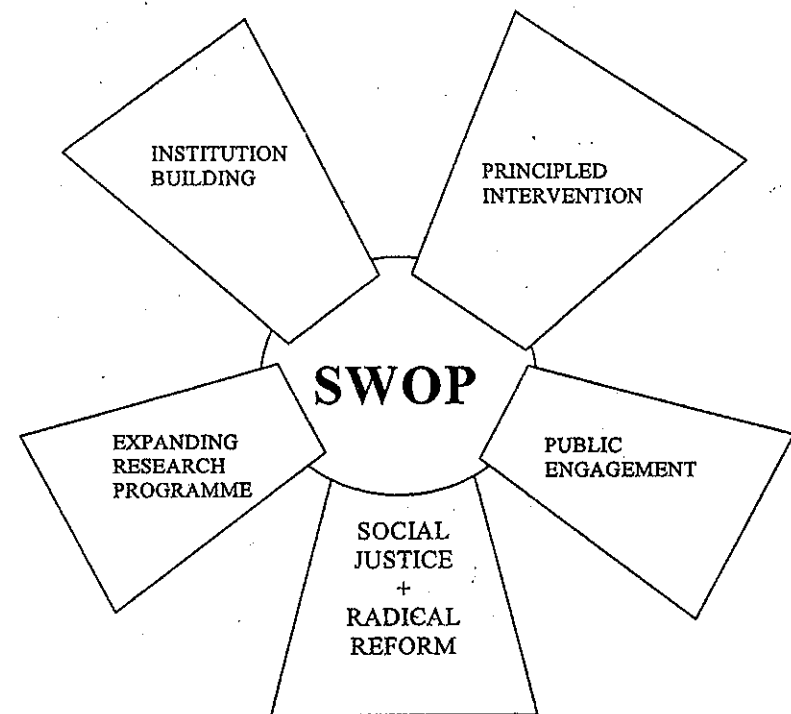 INSTITUTION
BUILDING
PRINCIPLED
INTERVENTION
SWOP
EXPANDING
RESEARCH
PROGRAMME
PUBLIC
ENGAGEMENT
SOCIAL
JUSTICE
+
RADICAL
REFORM